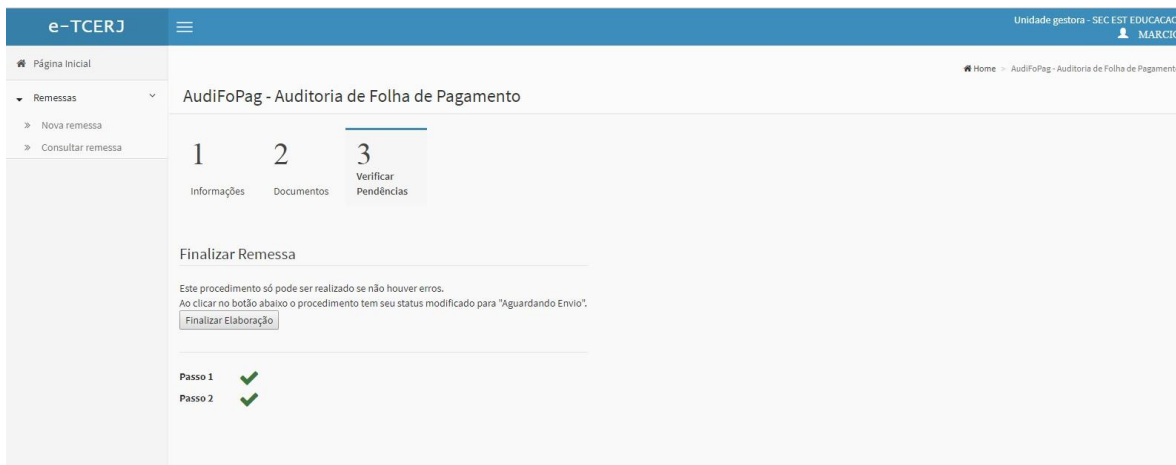 e-TCERJ
Unidade gestora - SEC EST EDUCACAO
MARCIO
Página Inicial
Home > AudiFoPag - Auditoria de Folha de Pagamento
Remessas
Nova remessa
Consultar remessa
AudiFoPag - Auditoria de Folha de Pagamento
1
Informações
2
Documentos
3
Verificar
Pendências
Finalizar Remessa
Este procedimento só pode ser realizado se não houver erros.
Ao clicar no botão abaixo o procedimento tem seu status modificado para "Aguardando Envio".
Finalizar Elaboração
Passo 1
Passo 2